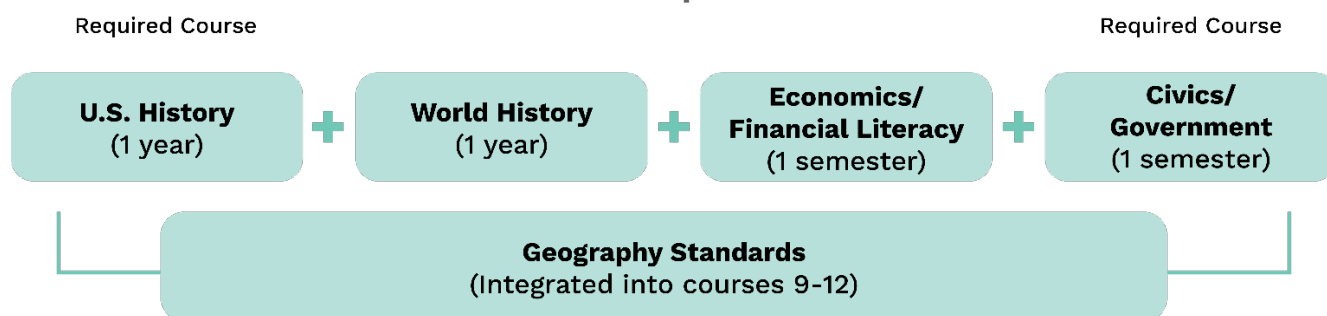 Required Course
Required Course
U.S. History
(1 year)
World History
(1 year)
Economics/
Financial Literacy
(1 semester)
Civics/
Government
(1 semester)
Geography Standards
(Integrated into courses 9-12)